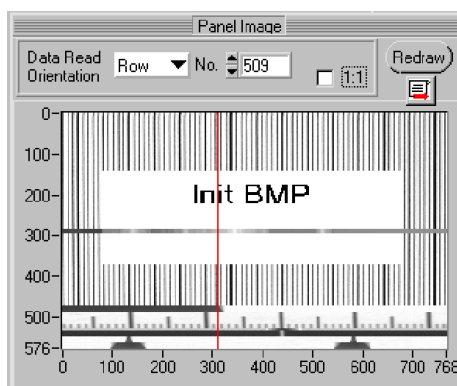 Panel Image
Data Read
Orientation
Row
No.
509
1:1
Redraw
0
100
200
300
400
500
576
Init BMP
0 100 200 300 400 500 600 700 768